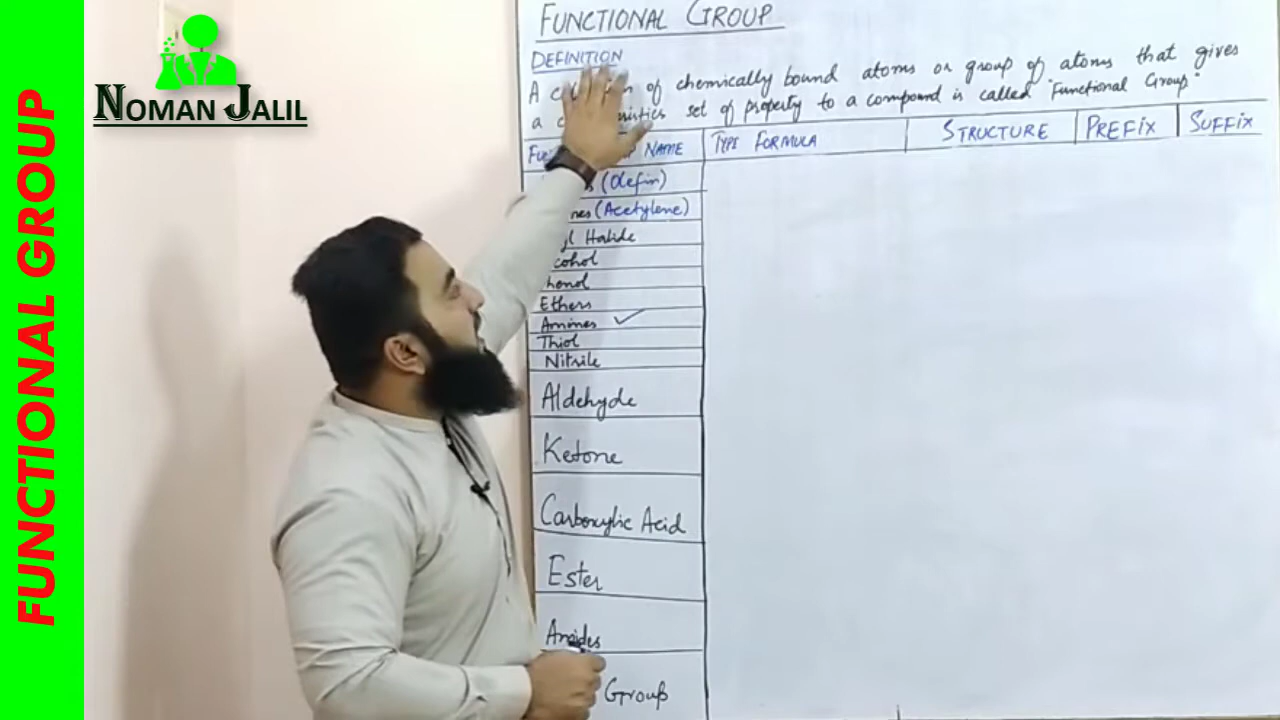 FUNCTIONAL GROUP
NOMAN JALIL
FUNCTIONAL GROUP
DEFINITION
A of chemically bound atoms or group of atoms that gives
a set of property to a compound is called "Functional Group".
NAME TYPE FORMULA STRUCTURE PREFIX SUFFIX
(Olefin)
(Acetylene)
Halide
Ethers
Amines ✓
Thiol
Nitrile
Aldehyde
Ketone
Carboxylic Acid
Ester
Amides
Group